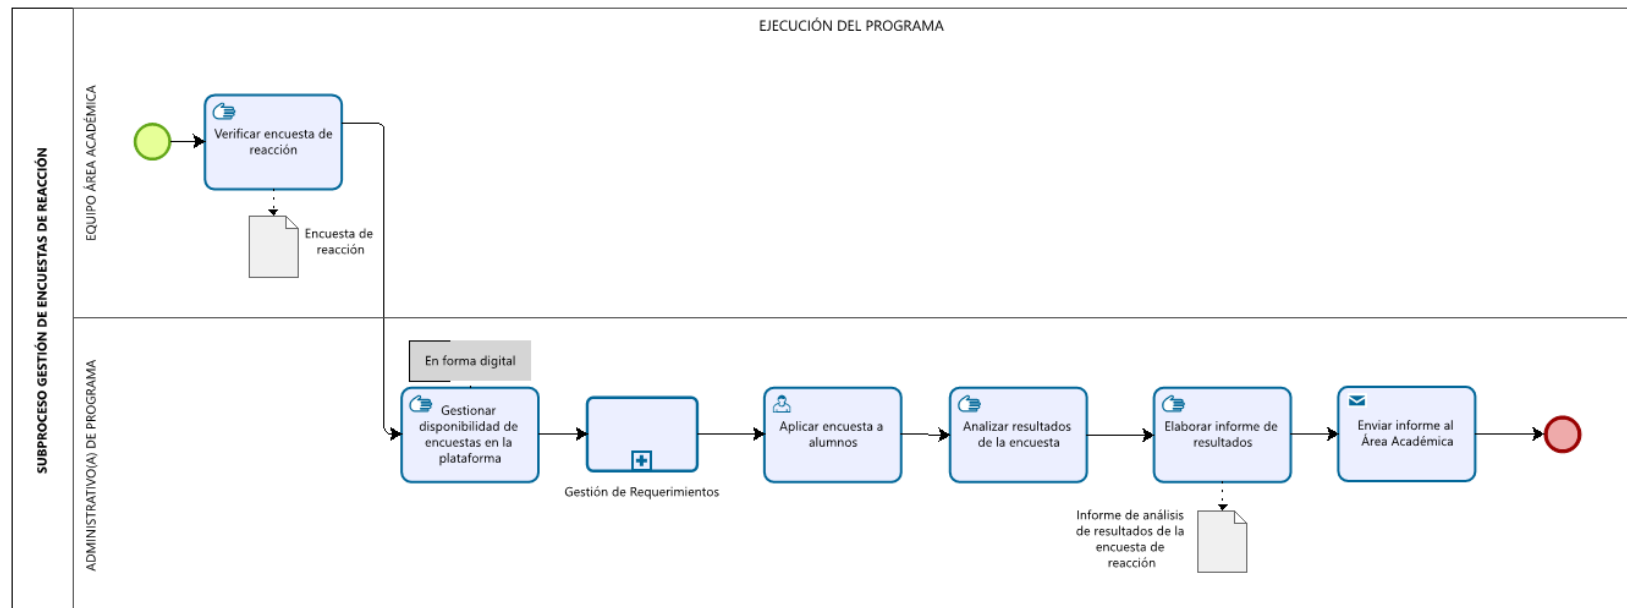 EJECUCIÓN DEL PROGRAMA
SUBPROCESO GESTIÓN DE ENCUESTAS DE REACCIÓN
EQUIPO ÁREA ACADÉMICA
Verificar encuesta de
reacción
Encuesta de
reacción
ADMINISTRATIVO(A) DE PROGRAMA
En forma digital
Gestionar
disponibilidad de
encuestas en la
plataforma
Gestión de Requerimientos
Aplicar encuesta a
alumnos
Analizar resultados
de la encuesta
Elaborar informe de
resultados
Informe de análisis
de resultados de la
encuesta de
reacción
Enviar informe al
Área Académica